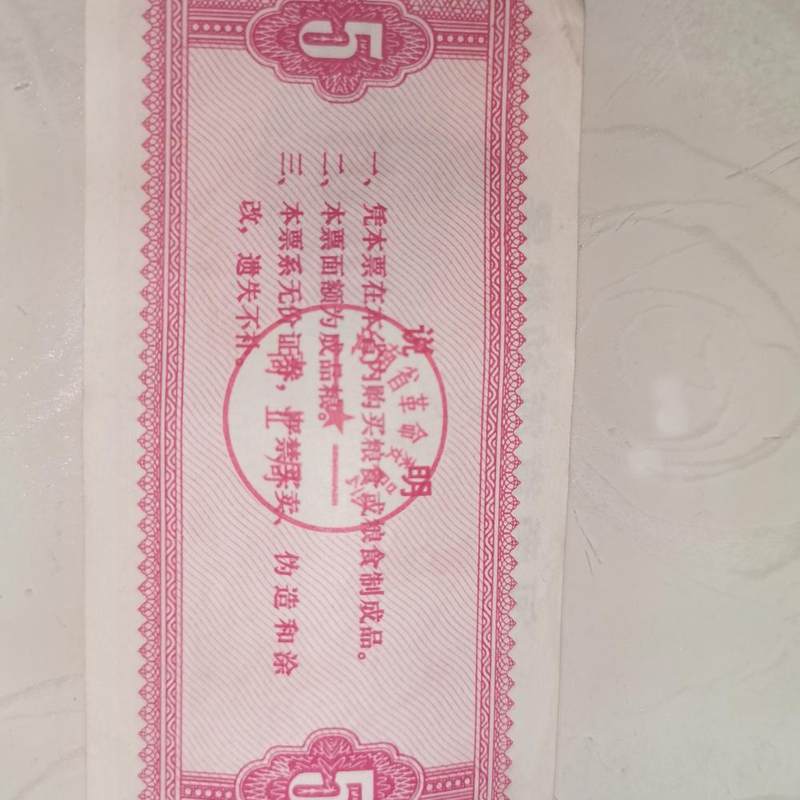 5
说 明
一、凭本票在本省内购买粮食或粮食制成品。
二、本票面额为成品粮。
三、本票系无价证券，严禁买卖、伪造和涂
改，遗失不补。
省革命委
5